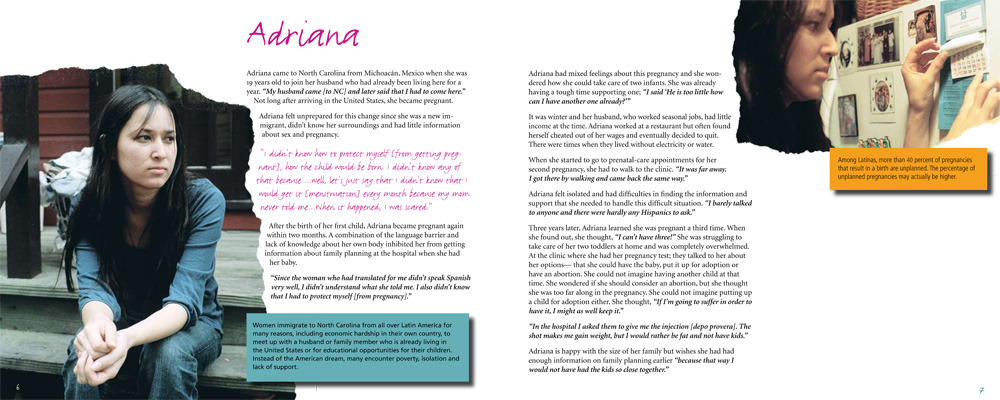 Adriana
Adriana came to North Carolina from Michoacán, Mexico when she was
19 years old to join her husband who had already been living here for a
year. “My husband came [to NC] and later said that I had to come here.”
Not long after arriving in the United States, she became pregnant.
Adriana felt unprepared for this change since she was a new im-
migrant, didn’t know her surroundings and had little information
about sex and pregnancy.
“I didn’t know how to protect myself [from getting preg-
nant], how the child would be born. I didn’t know any of
that because ...well, let’s just say that I didn’t know that I
would get it [menstruation] every month because my mom
never told me...When it happened, I was scared.”
After the birth of her first child, Adriana became pregnant again
within two months. A combination of the language barrier and
lack of knowledge about her own body inhibited her from getting
information about family planning at the hospital when she had
her baby.
“Since the woman who had translated for me didn’t speak Spanish
very well, I didn’t understand what she told me. I also didn’t know
that I had to protect myself [from pregnancy].”
Women immigrate to North Carolina from all over Latin America for
many reasons, including economic hardship in their own country, to
meet up with a husband or family member who is already living in
the United States or for educational opportunities for their children.
Instead of the American dream, many encounter poverty, isolation and
lack of support.
6
Adriana had mixed feelings about this pregnancy and she won-
dered how she could take care of two infants. She was already
having a tough time supporting one; “I said ‘He is too little how
can I have another one already?’”
It was winter and her husband, who worked seasonal jobs, had little
income at the time. Adriana worked at a restaurant but often found
herself cheated out of her wages and eventually decided to quit.
There were times when they lived without electricity or water.
When she started to go to prenatal-care appointments for her
second pregnancy, she had to walk to the clinic. “It was far away.
I got there by walking and came back the same way.”
Adriana felt isolated and had difficulties in finding the information and
support that she needed to handle this difficult situation. “I barely talked
to anyone and there were hardly any Hispanics to ask.”
Three years later, Adriana learned she was pregnant a third time. When
she found out, she thought, “I can’t have three!” She was struggling to
take care of her two toddlers at home and was completely overwhelmed.
At the clinic where she had her pregnancy test; they talked to her about
her options— that she could have the baby, put it up for adoption or
have an abortion. She could not imagine having another child at that
time. She wondered if she should consider an abortion, but she thought
she was too far along in the pregnancy. She could not imagine putting up
a child for adoption either. She thought, “If I’m going to suffer in order to
have it, I might as well keep it.”
“In the hospital I asked them to give me the injection [depo provera]. The
shot makes me gain weight, but I would rather be fat and not have kids.”
Adriana is happy with the size of her family but wishes she had had
enough information on family planning earlier “because that way I
would not have had the kids so close together.”
Among Latinas, more than 40 percent of pregnancies
that result in a birth are unplanned. The percentage of
unplanned pregnancies may actually be higher.
7